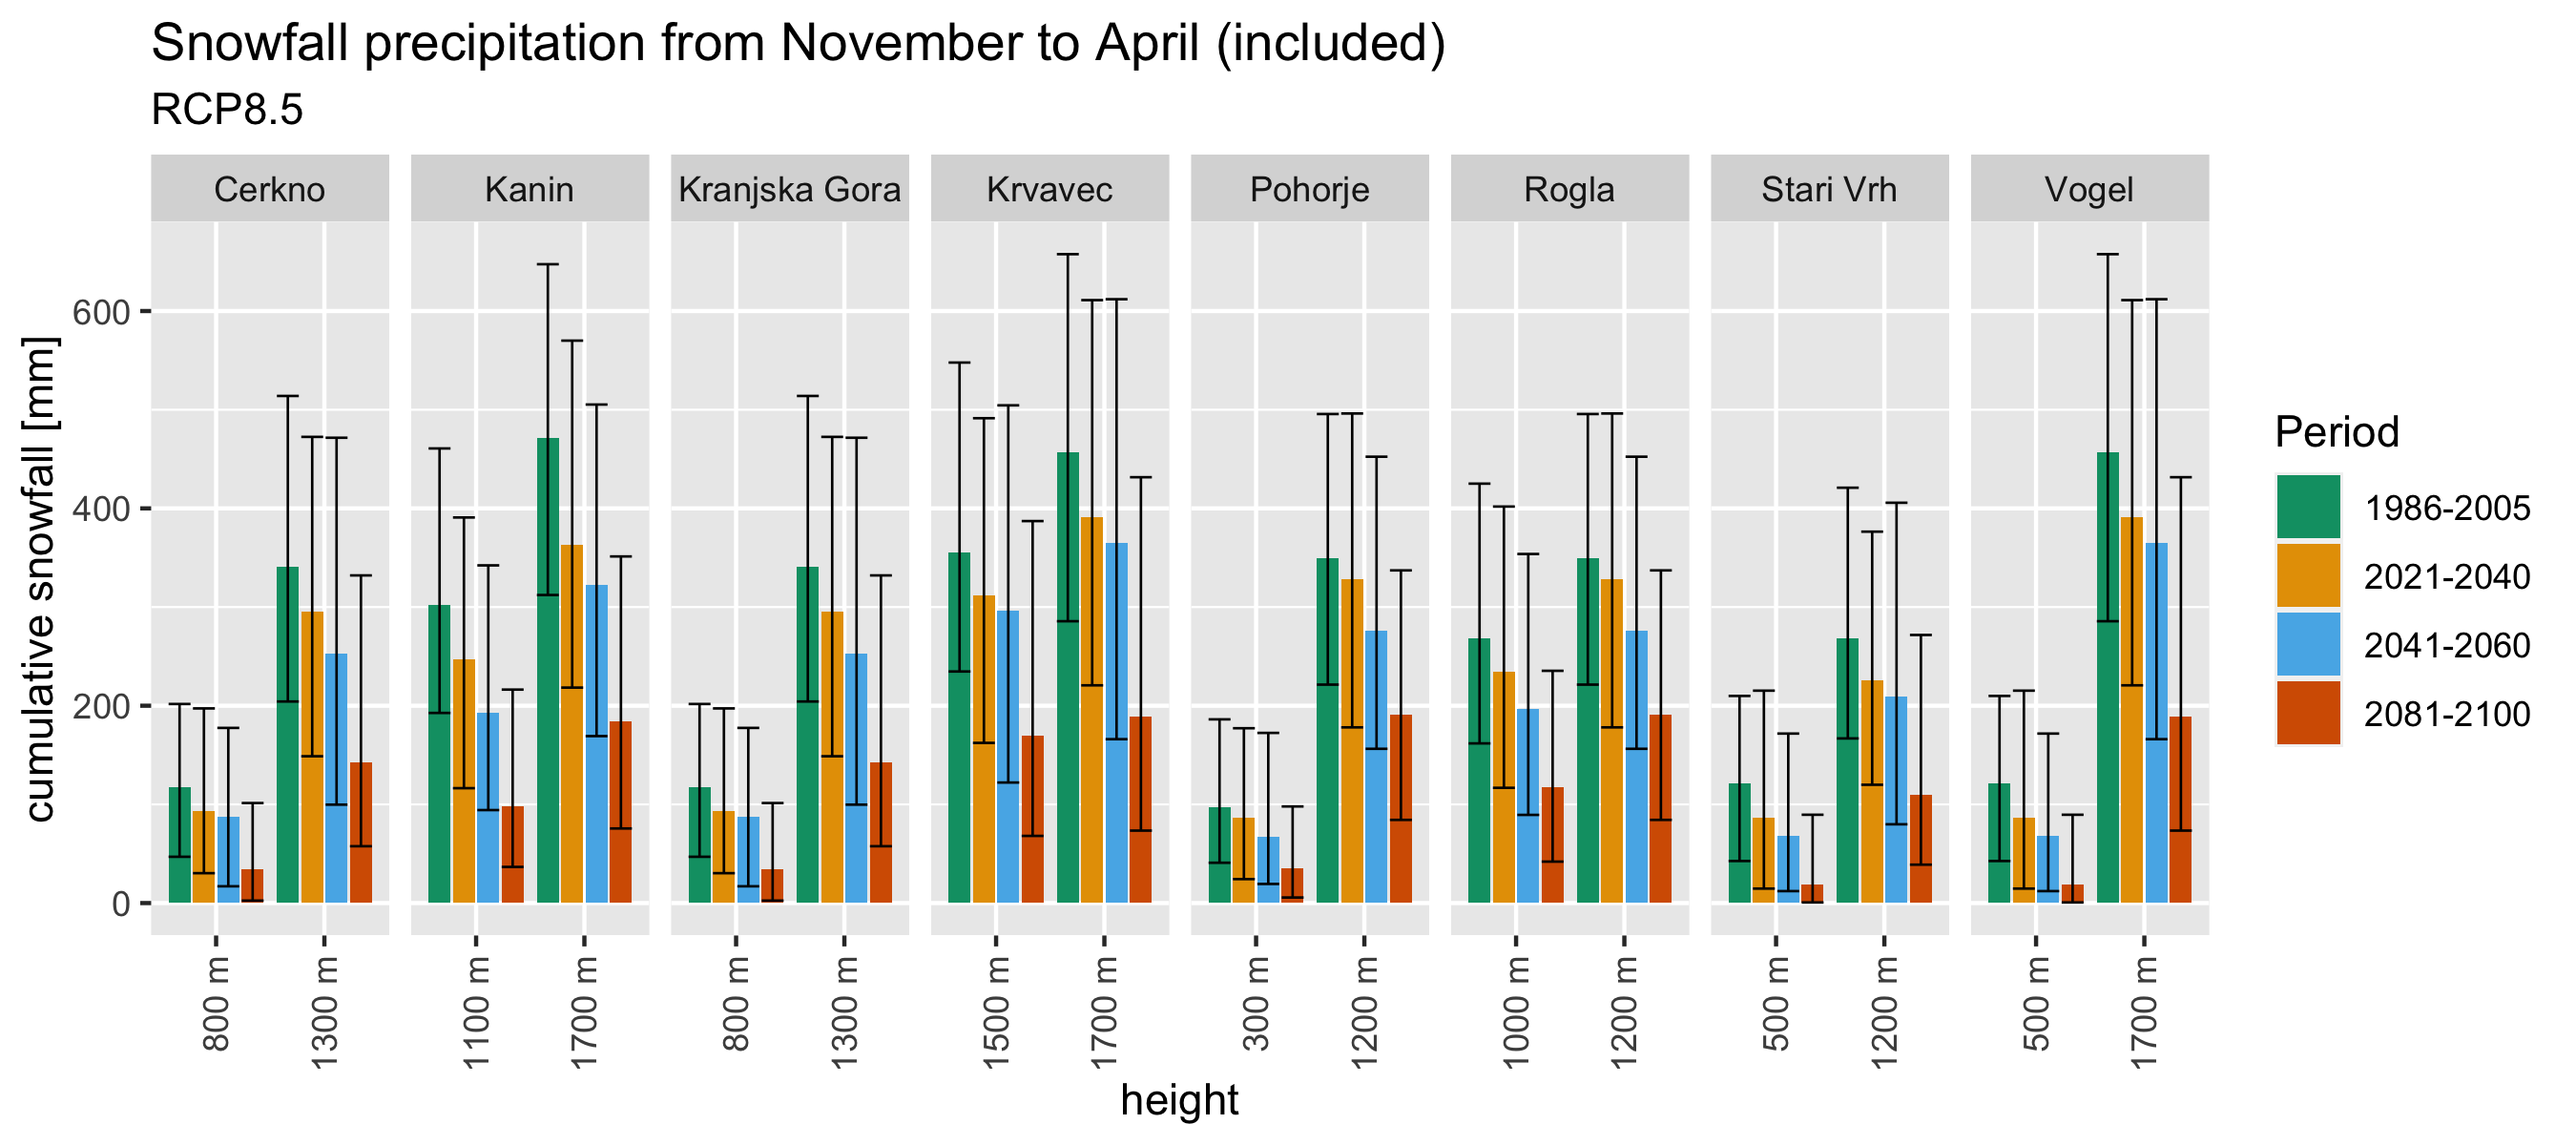 Snowfall precipitation from November to April (included)
RCP8.5
Cerkno
Kanin
Kranjska Gora
Krvavec
Pohorje
Rogla
Stari Vrh
Vogel
cumulative snowfall [mm]
600
400
200
0
800 m
1300 m
1100 m
1700 m
800 m
1300 m
1500 m
1700 m
300 m
1200 m
1000 m
1200 m
500 m
1200 m
500 m
1700 m
height
Period
1986-2005
2021-2040
2041-2060
2081-2100